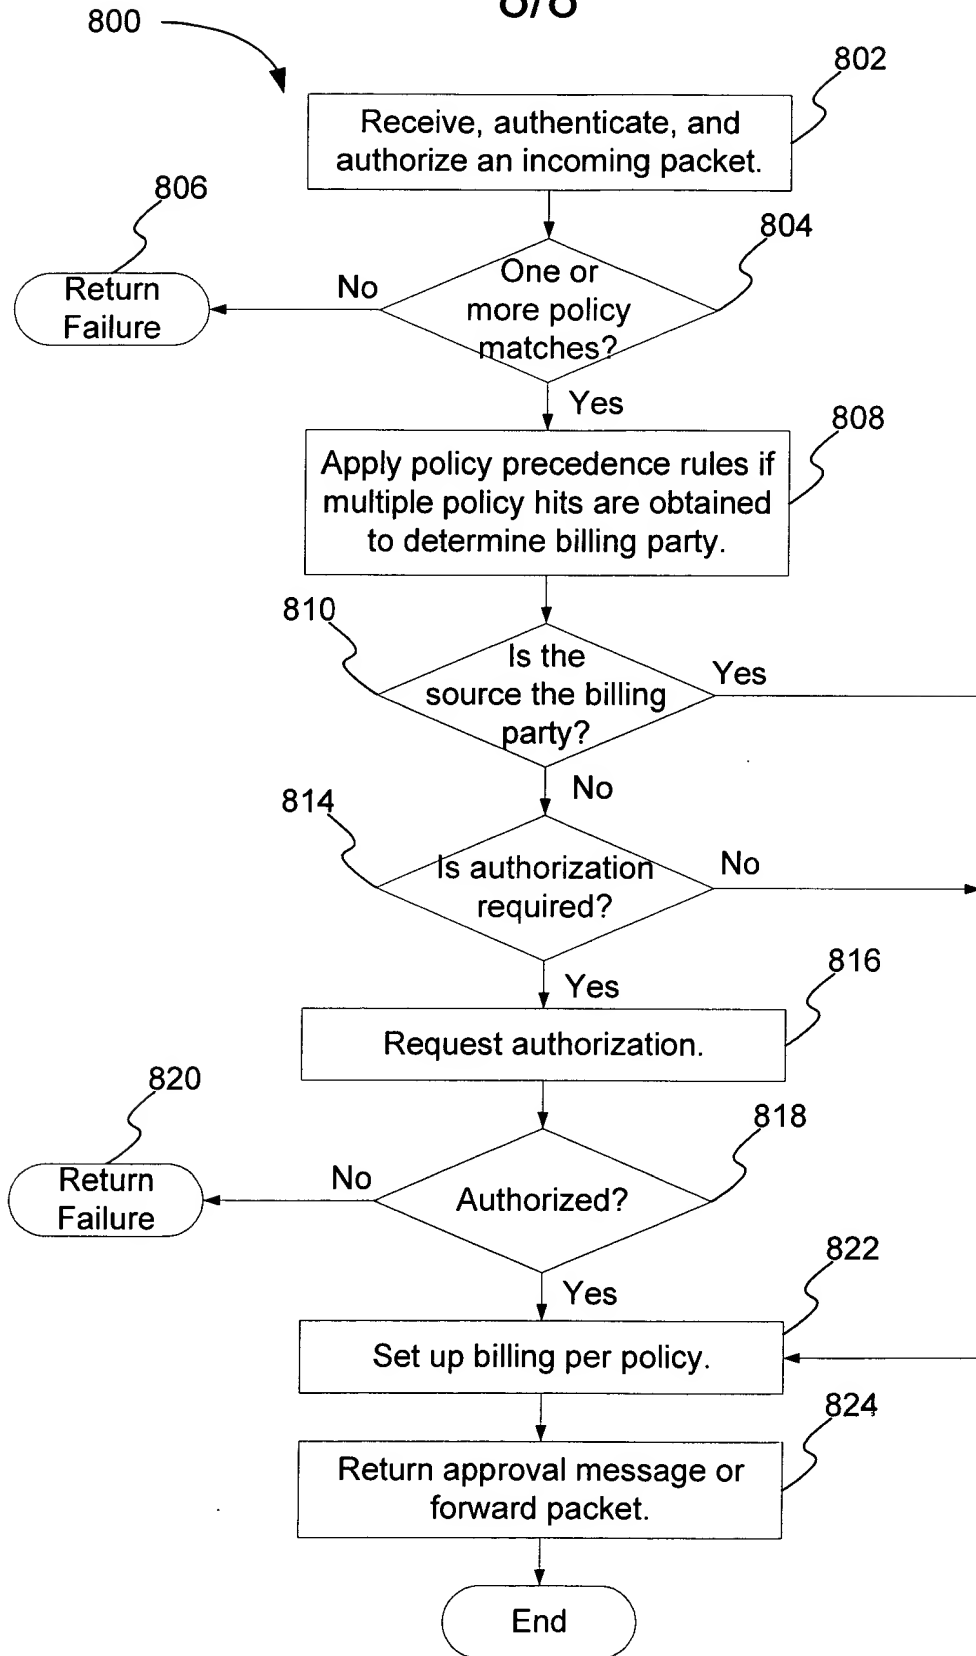 8/8
800
802
Receive, authenticate, and
authorize an incoming packet.
806
804
Return
Failure
No
One or
more policy
matches?
Yes
808
Apply policy precedence rules if
multiple policy hits are obtained
to determine billing party.
810
Is the
source the billing
party?
Yes
No
814
Is authorization
required?
No
Yes
816
Request authorization.
820
818
Return
Failure
No
Authorized?
Yes
822
Set up billing per policy.
824
Return approval message or
forward packet.
End